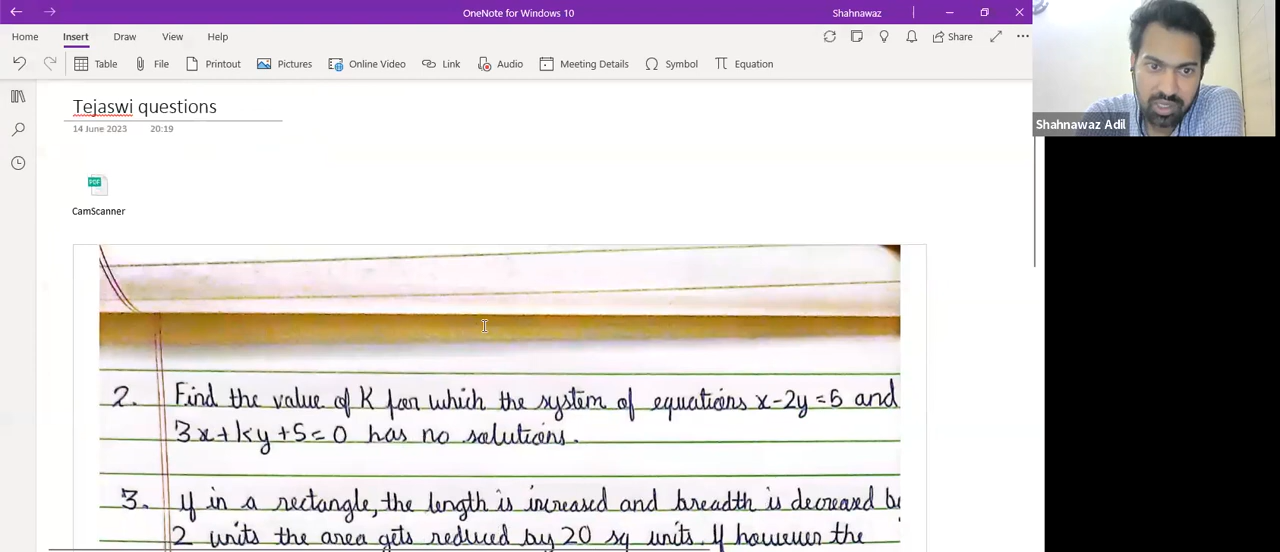 OneNote for Windows 10
Shahnawaz
Home Insert Draw View Help
Share
Table File Printout Pictures Online Video Link Audio Meeting Details Symbol Equation
Tejaswi questions
14 June 2023 20:19
PDF
CamScanner
Shahnawaz Adil
2. Find the value of K for which the system of equations x-2y=5 and
3x+ky+5=0 has no solutions.
3. If in a rectangle, the length is increased and breadth is decreased by
2 units the area gets reduced by 20 sq units. If however the